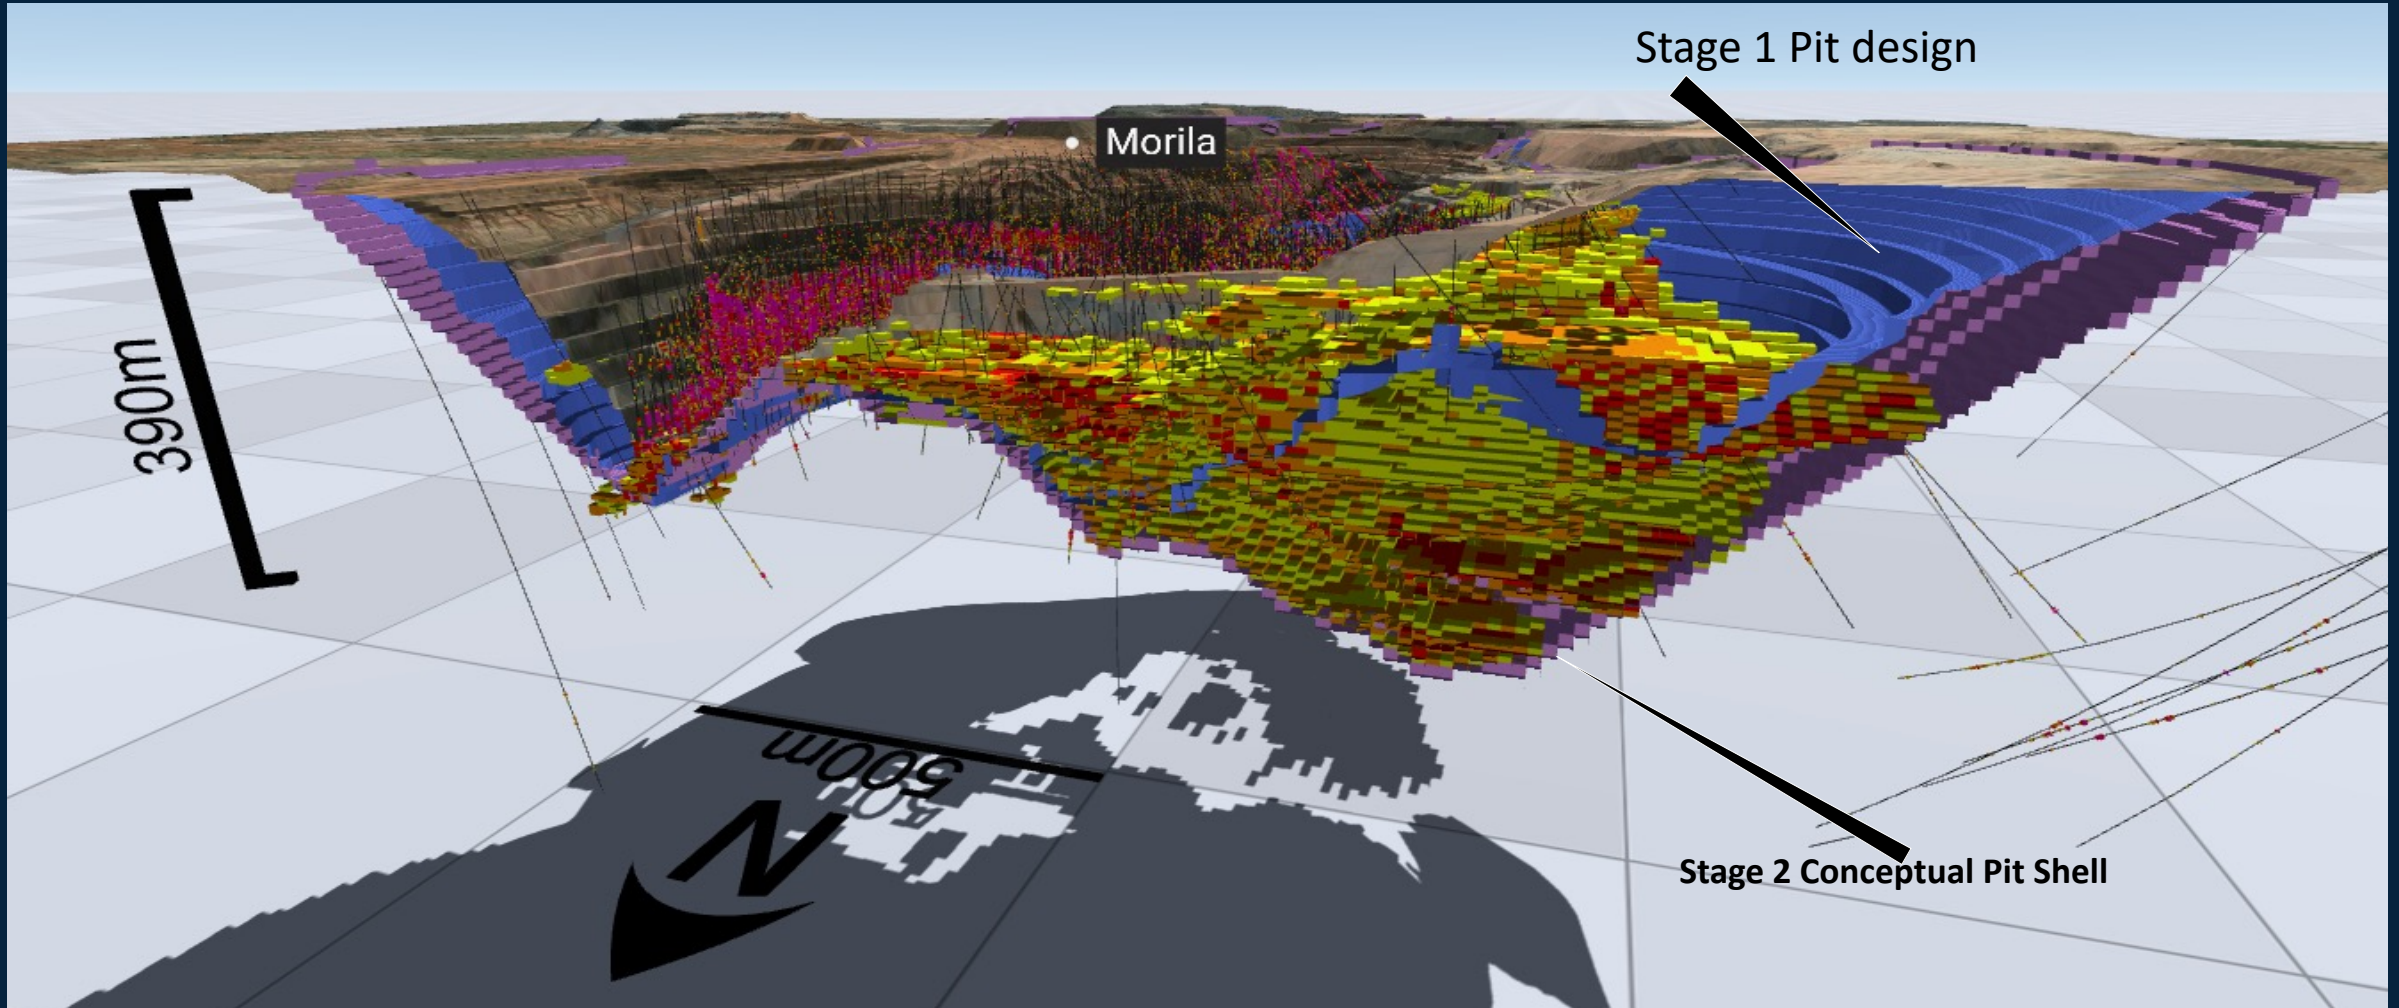 Stage 1 Pit design
Morila
390m
500m
N
Stage 2 Conceptual Pit Shell